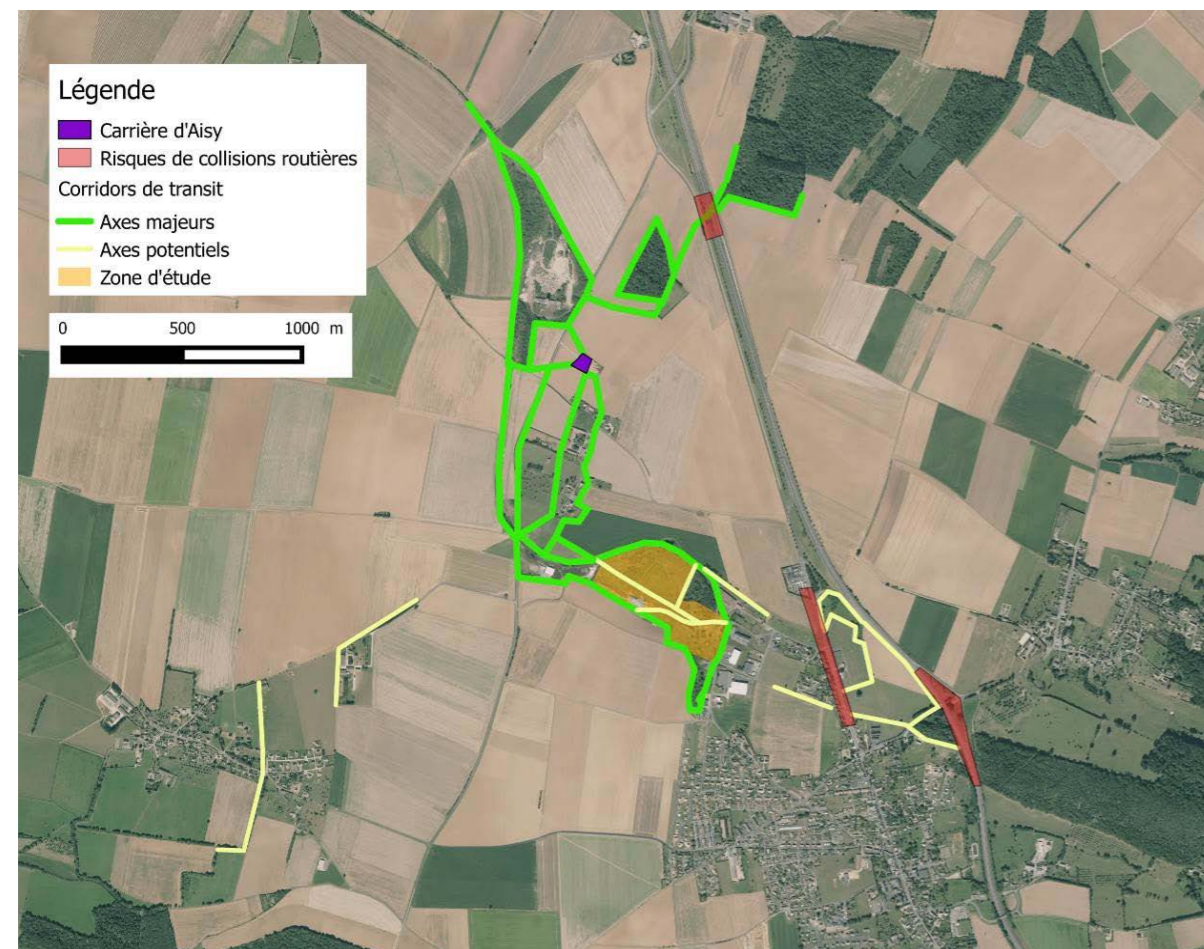 Légende
Carrière d'Aisy
Risques de collisions routières
Corridors de transit
Axes majeurs
Axes potentiels
Zone d'étude
0 500 1000 m